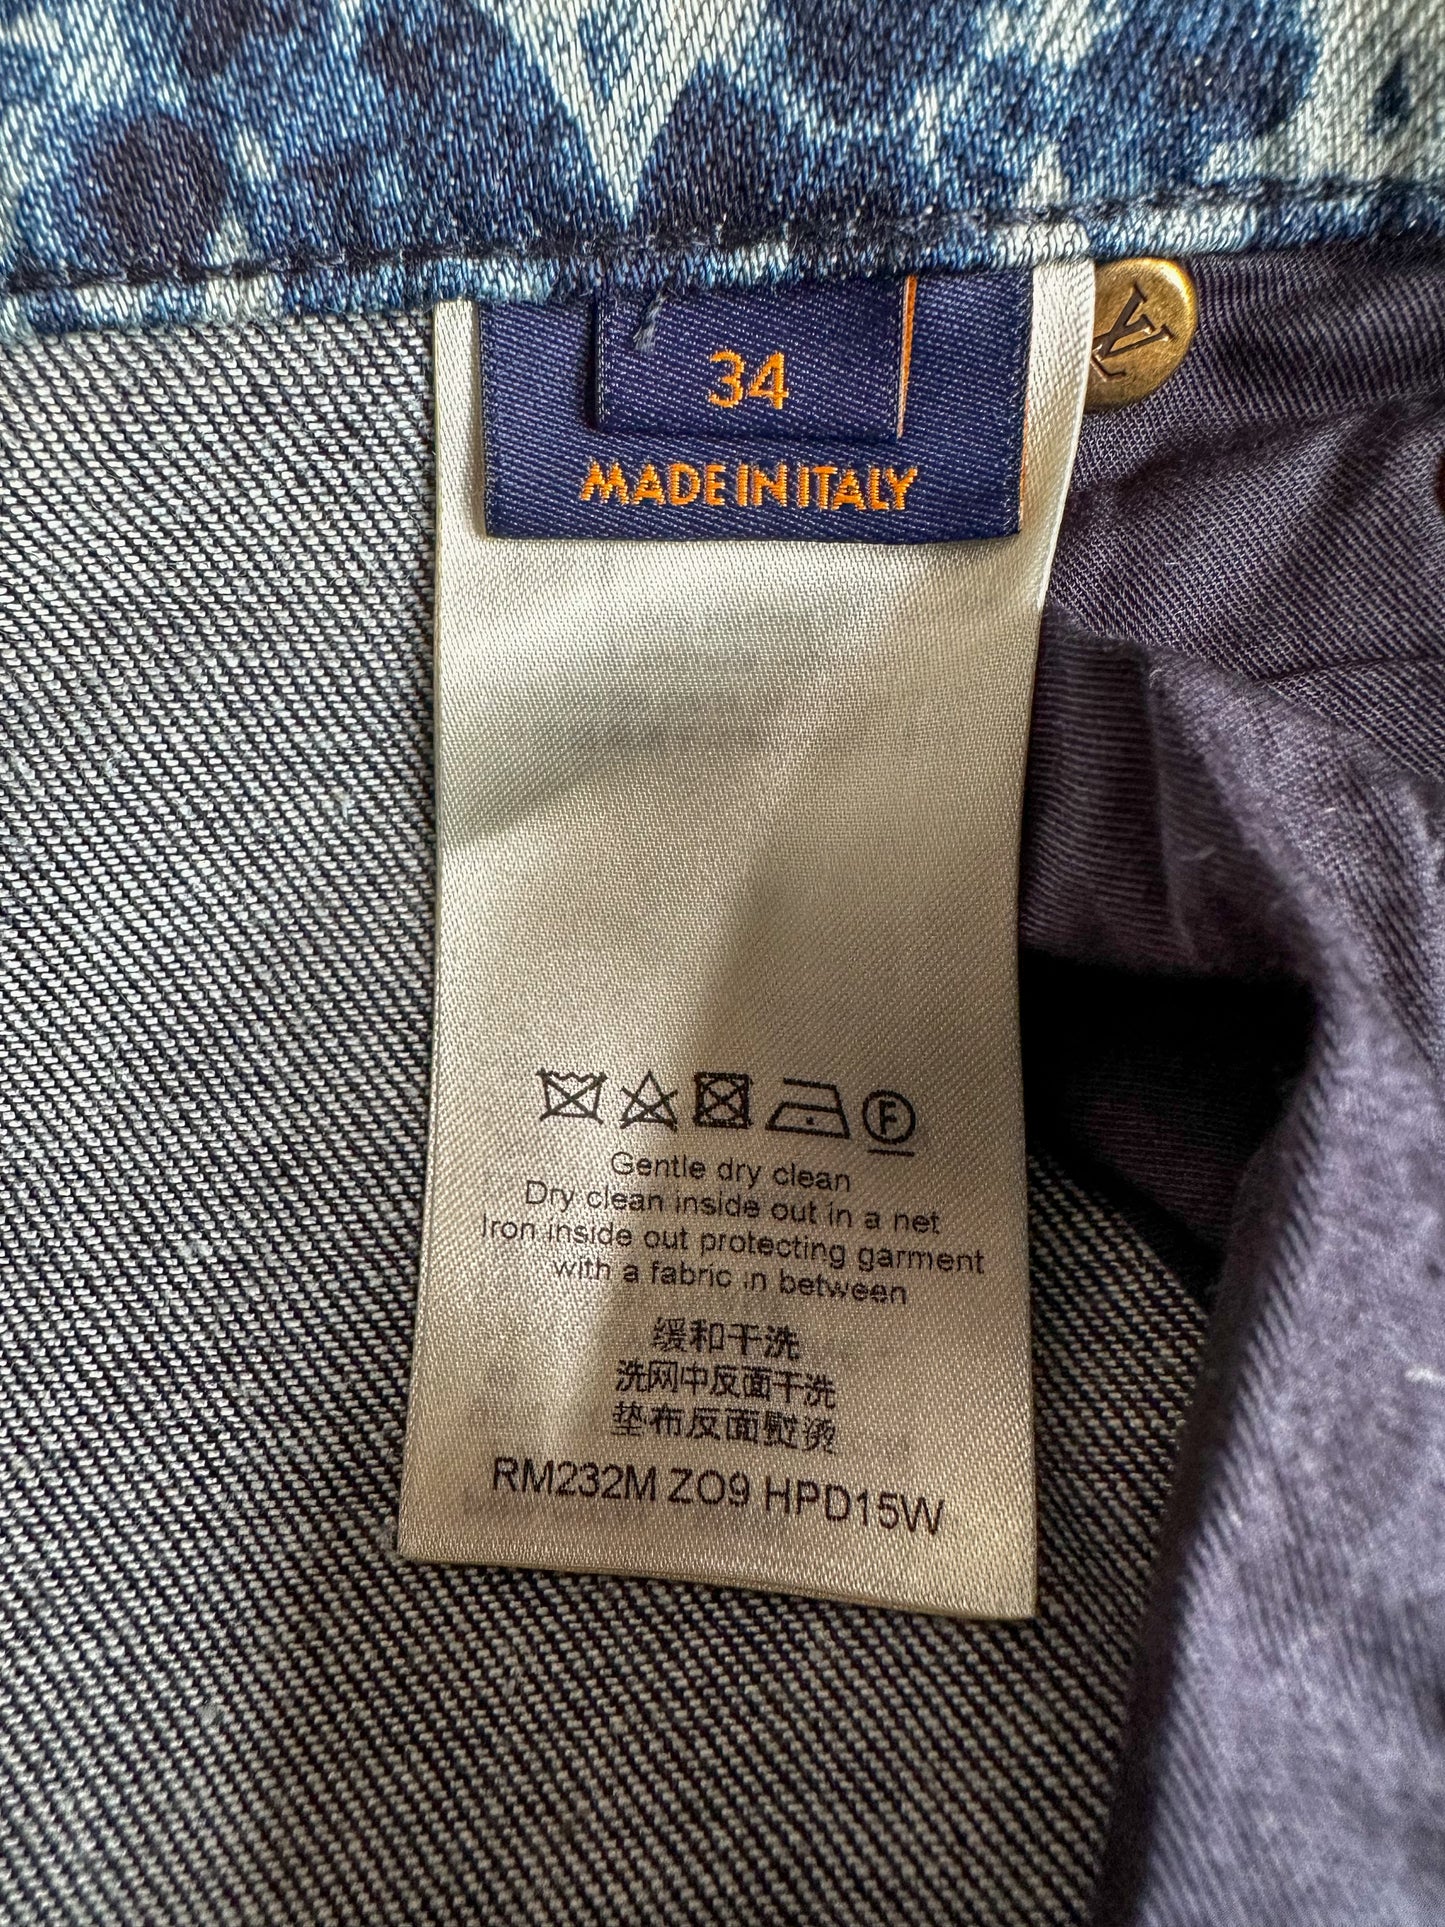 34
MADE IN ITALY
LV
F
Gentle dry clean
Dry clean inside out in a net
Iron inside out protecting garment
with a fabric in between
缓和干洗
洗网中反面干洗
垫布反面熨烫
RM232M ZO9 HPD15W